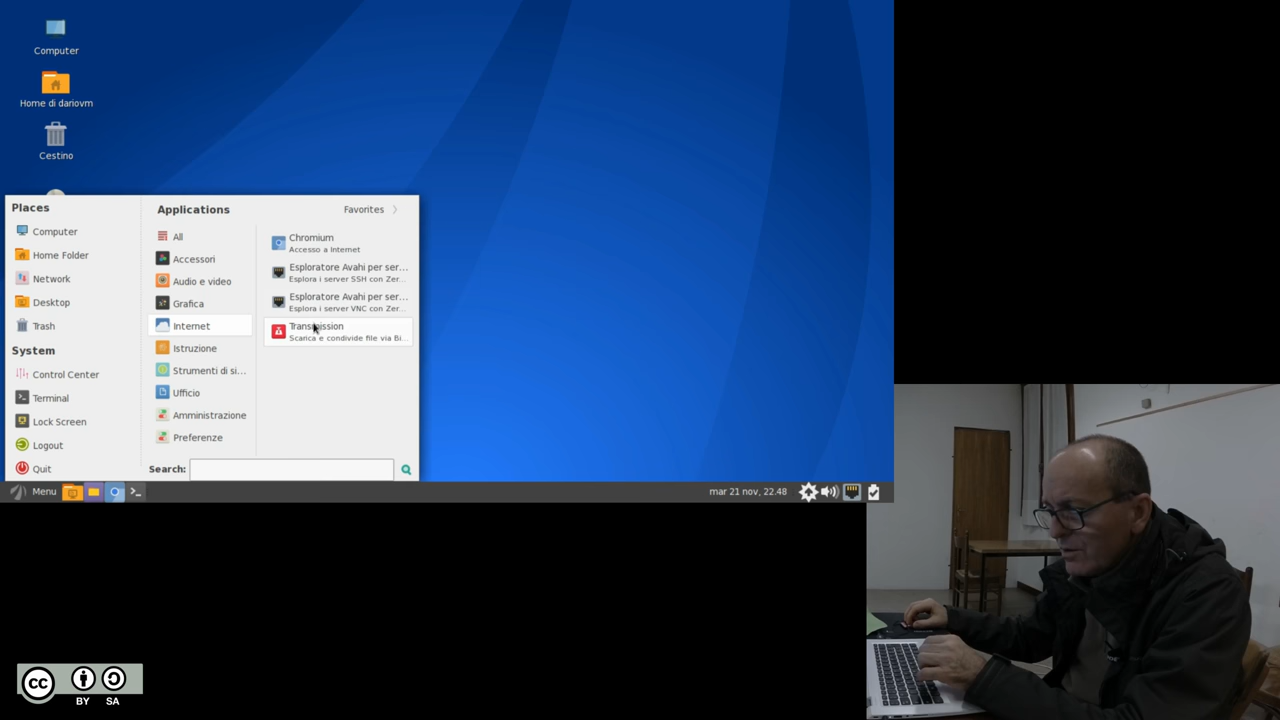 Computer
Home di dariovm
Cestino
Places
Computer
Home Folder
Network
Desktop
Trash
System
Control Center
Terminal
Lock Screen
Logout
Quit
Applications
Favorites
All
Accessori
Audio e video
Grafica
Internet
Istruzione
Strumenti di si...
Ufficio
Amministrazione
Preferenze
Chromium
Accesso a Internet
Esploratore Avahi per ser...
Esplora i server SSH con Zer...
Esploratore Avahi per ser...
Esplora i server VNC con Zer...
Transmission
Scarica e condivide file via Bi...
Search:
Menu
mar 21 nov, 22.48
cc
BY SA